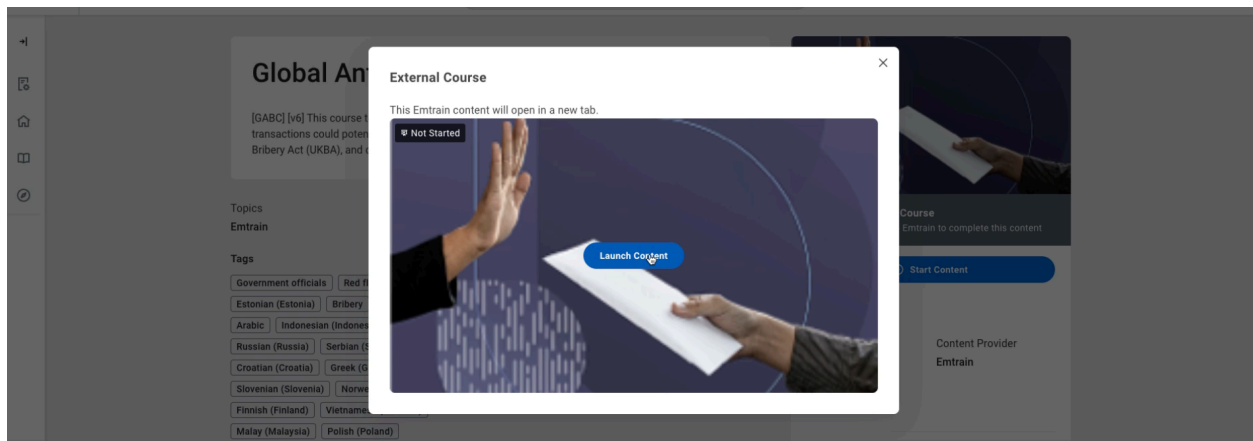 Global An
[GABC] [v6] This course t
transactions could poten
Bribery Act (UKBA), and
Topics
Emtrain
Tags
Government officials Red
Estonian (Estonia) Bribery
Arabic Indonesian (Indones
Russian (Russia) Serbian
Croatian (Croatia) Greek
Slovenian (Slovenia) Norwe
Finnish (Finland) Vietname
Malay (Malaysia) Polish (Poland)
External Course
This Emtrain content will open in a new tab.
Not Started
Launch Content
Course
Emtrain to complete this content
Start Content
Content Provider
Emtrain